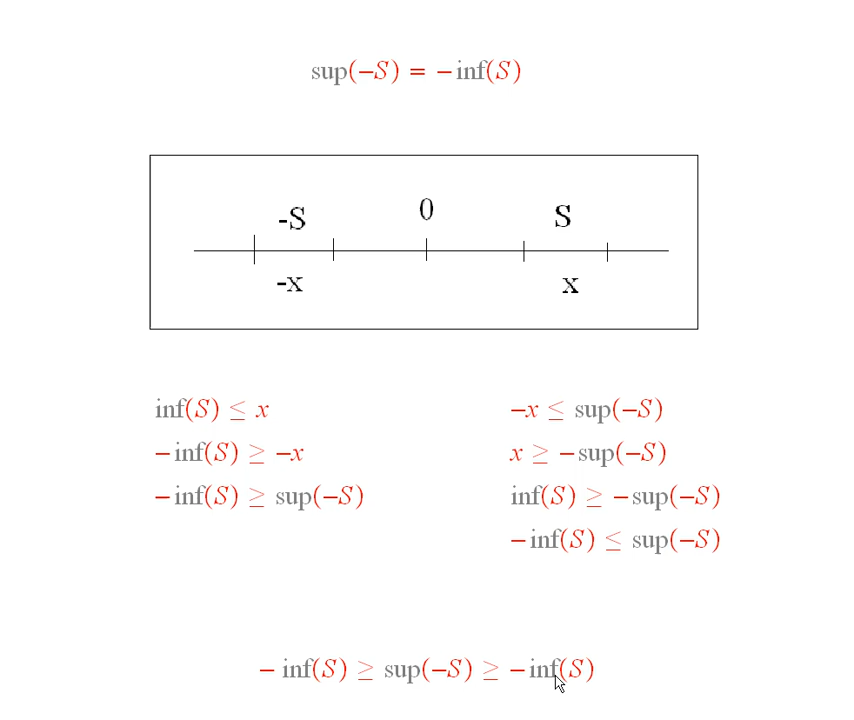 sup(−S) = −inf(S)
-S 0 S
-x x
inf(S) ≤ x
−inf(S) ≥ −x
−inf(S) ≥ sup(−S)
−x ≤ sup(−S)
x ≥ −sup(−S)
inf(S) ≥ −sup(−S)
−inf(S) ≤ sup(−S)
− inf(S) ≥ sup(−S) ≥ −inf(S)